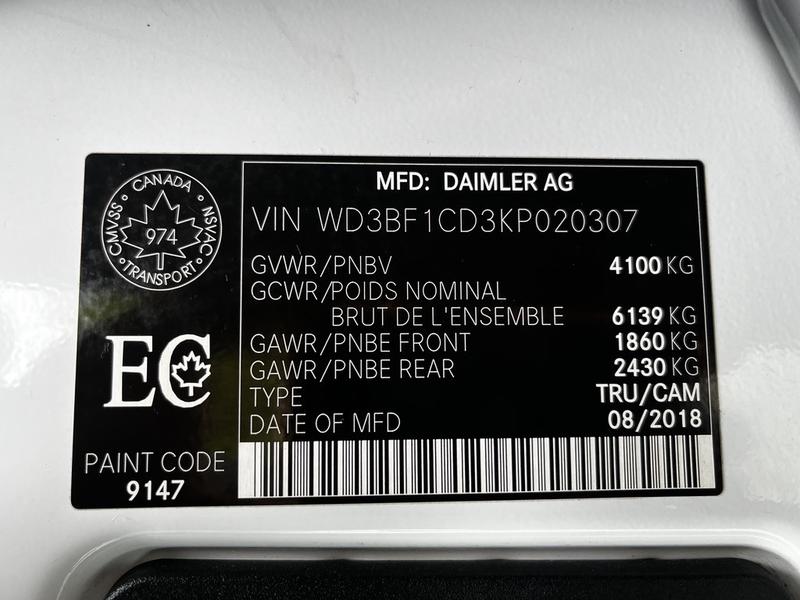 CANADA
CMVSS
NSVAC
974
TRANSPORT
EC
PAINT CODE
9147
MFD: DAIMLER AG
VIN WD3BF1CD3KP020307
GVWR/PNBV 4100 KG
GCWR/POIDS NOMINAL
BRUT DE L'ENSEMBLE 6139 KG
GAWR/PNBE FRONT 1860 KG
GAWR/PNBE REAR 2430 KG
TYPE TRU/CAM
DATE OF MFD 08/2018